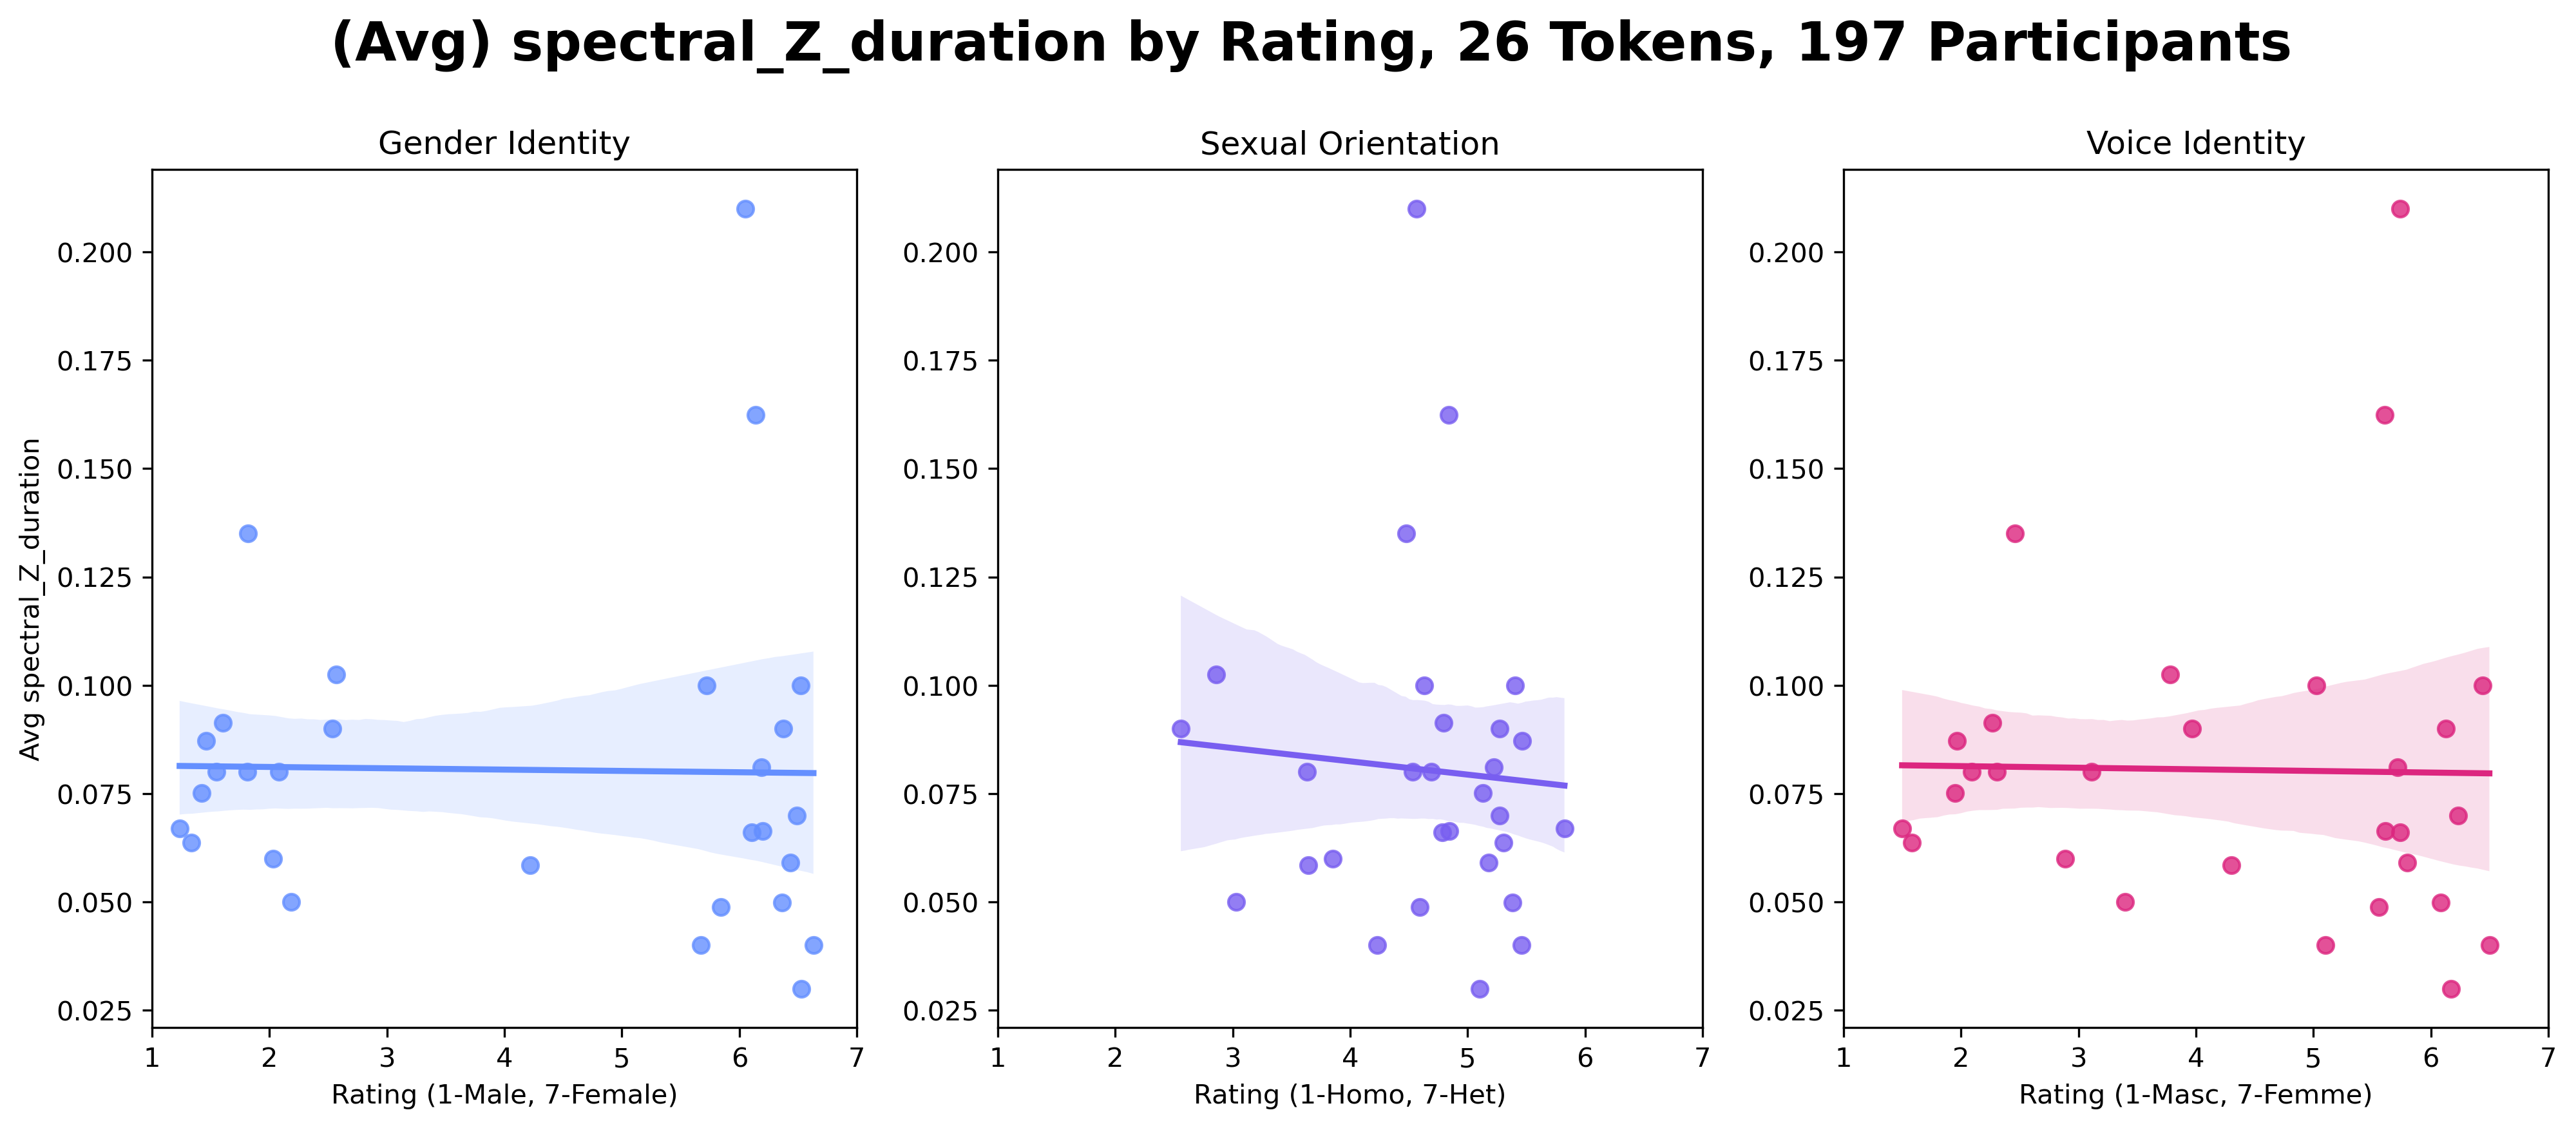 (Avg) spectral_Z_duration by Rating, 26 Tokens, 197 Participants
Gender Identity
Sexual Orientation
Voice Identity
Avg spectral_Z_duration
0.200
0.175
0.150
0.125
0.100
0.075
0.050
0.025
1 2 3 4 5 6 7
Rating (1-Male, 7-Female)
0.200
0.175
0.150
0.125
0.100
0.075
0.050
0.025
1 2 3 4 5 6 7
Rating (1-Homo, 7-Het)
0.200
0.175
0.150
0.125
0.100
0.075
0.050
0.025
1 2 3 4 5 6 7
Rating (1-Masc, 7-Femme)